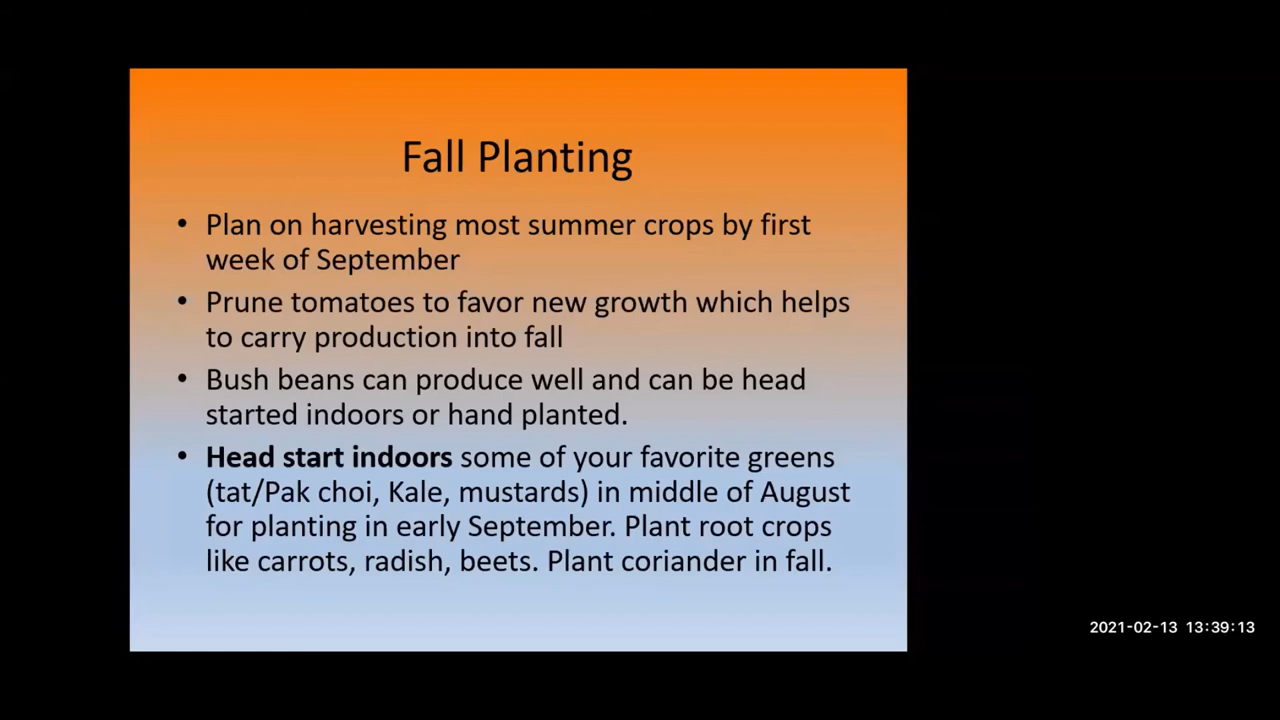 Fall Planting
• Plan on harvesting most summer crops by first
week of September
• Prune tomatoes to favor new growth which helps
to carry production into fall
• Bush beans can produce well and can be head
started indoors or hand planted.
• Head start indoors some of your favorite greens
(tat/Pak choi, Kale, mustards) in middle of August
for planting in early September. Plant root crops
like carrots, radish, beets. Plant coriander in fall.
2021-02-13 13:39:13